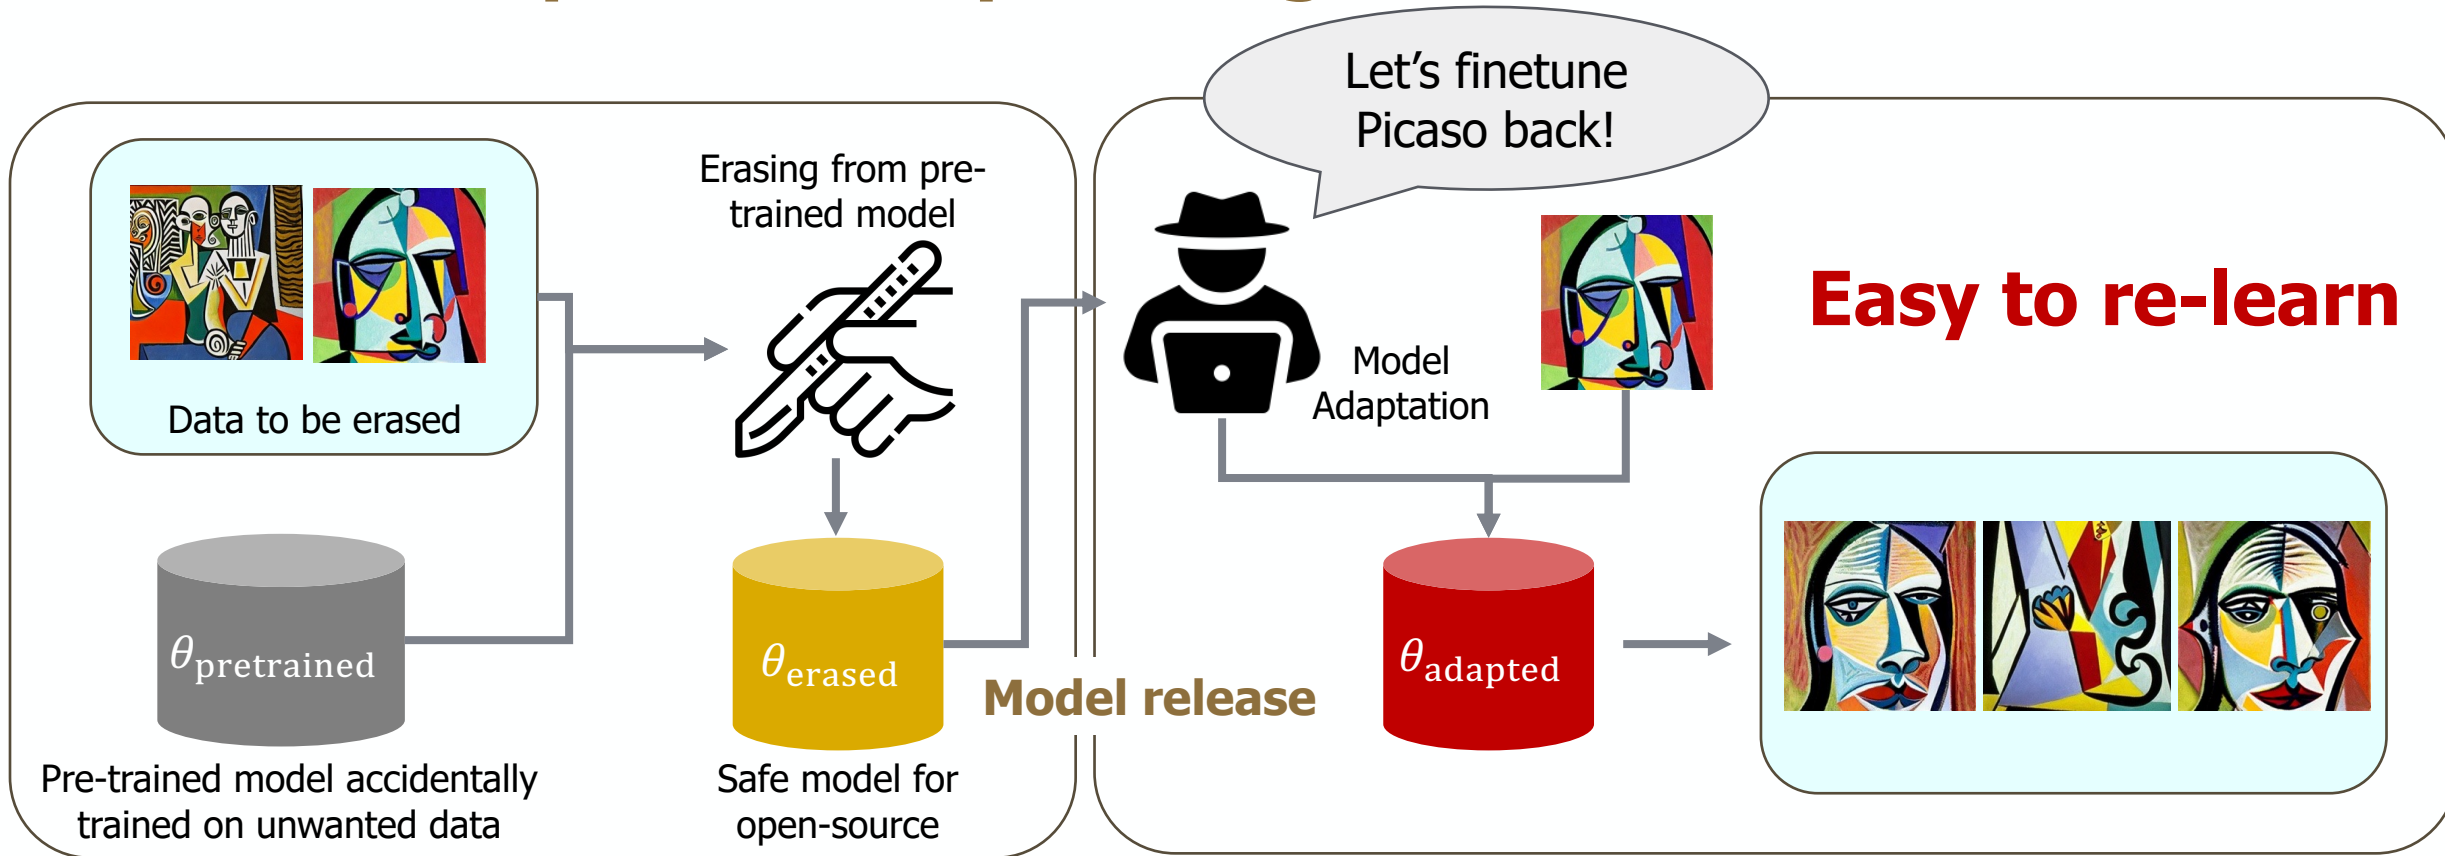 Let's finetune
Picaso back!
Erasing from pre-
trained model
Data to be erased
θpretrained
Pre-trained model accidentally
trained on unwanted data
θerased
Safe model for
open-source
Model release
Model
Adaptation
Easy to re-learn
θadapted